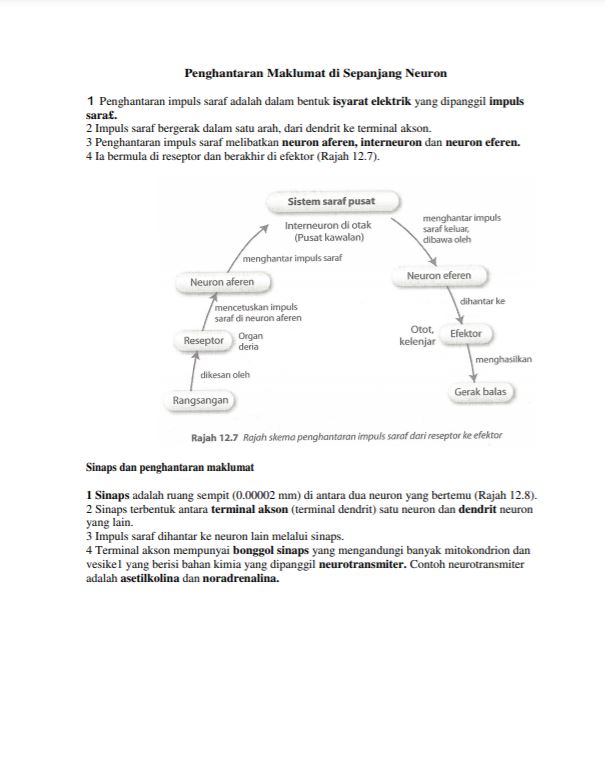 Penghantaran Maklumat di Sepanjang Neuron
1 Penghantaran impuls saraf adalah dalam bentuk isyarat elektrik yang dipanggil impuls
sara£.
2 Impuls saraf bergerak dalam satu arah, dari dendrit ke terminal akson.
3 Penghantaran impuls saraf melibatkan neuron aferen, interneuron dan neuron eferen.
4 Ia bermula di reseptor dan berakhir di efektor (Rajah 12.7).
Sistem saraf pusat
Interneuron di otak
(Pusat kawalan)
menghantar impuls
saraf keluar,
dibawa oleh
menghantar impuls saraf
Neuron aferen
Neuron eferen
mencetuskan impuls
saraf di neuron aferen
dihantar ke
Reseptor
Organ
deria
Otot,
kelenjar
Efektor
menghasilkan
dikesan oleh
Rangsangan
Gerak balas
Rajah 12.7 Rajah skema penghantaran impuls saraf dari reseptor ke efektor
Sinaps dan penghantaran maklumat
1 Sinaps adalah ruang sempit (0.00002 mm) di antara dua neuron yang bertemu (Rajah 12.8).
2 Sinaps terbentuk antara terminal akson (terminal dendrit) satu neuron dan dendrit neuron
yang lain.
3 Impuls saraf dihantar ke neuron lain melalui sinaps.
4 Terminal akson mempunyai bonggol sinaps yang mengandungi banyak mitokondrion dan
vesike1 yang berisi bahan kimia yang dipanggil neurotransmiter. Contoh neurotransmiter
adalah asetilkolina dan noradrenalina.